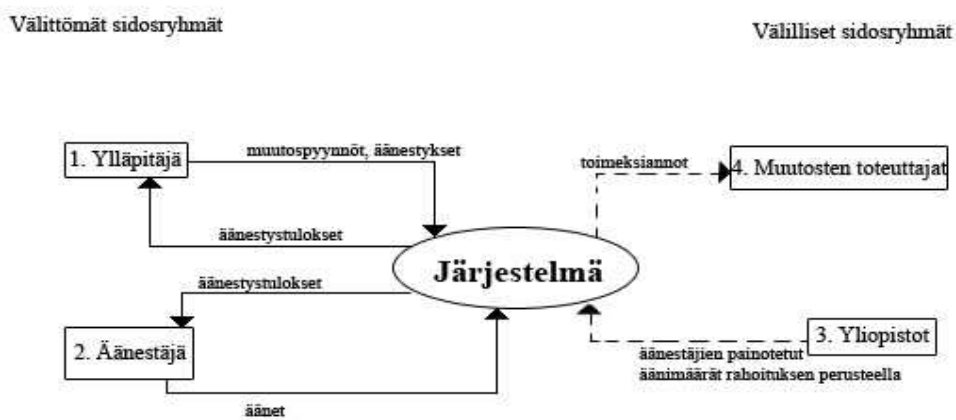 Välittömät sidosryhmät
Välilliset sidosryhmät
1. Ylläpitäjä
muutospyynnöt, äänestykset
toimeksiannot
4. Muutosten toteuttajat
äänestystulokset
Järjestelmä
äänestystulokset
2. Äänestäjä
3. Yliopistot
äänestäjien painotetut
äänimäärät rahoituksen perusteella
äänet